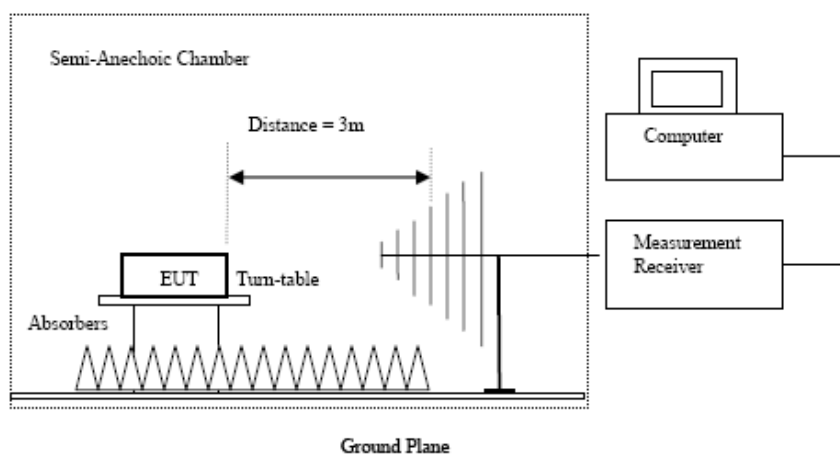 Semi-Anechoic Chamber
Distance = 3m
Computer
Measurement
Receiver
EUT
Turn-table
Absorbers
Ground Plane